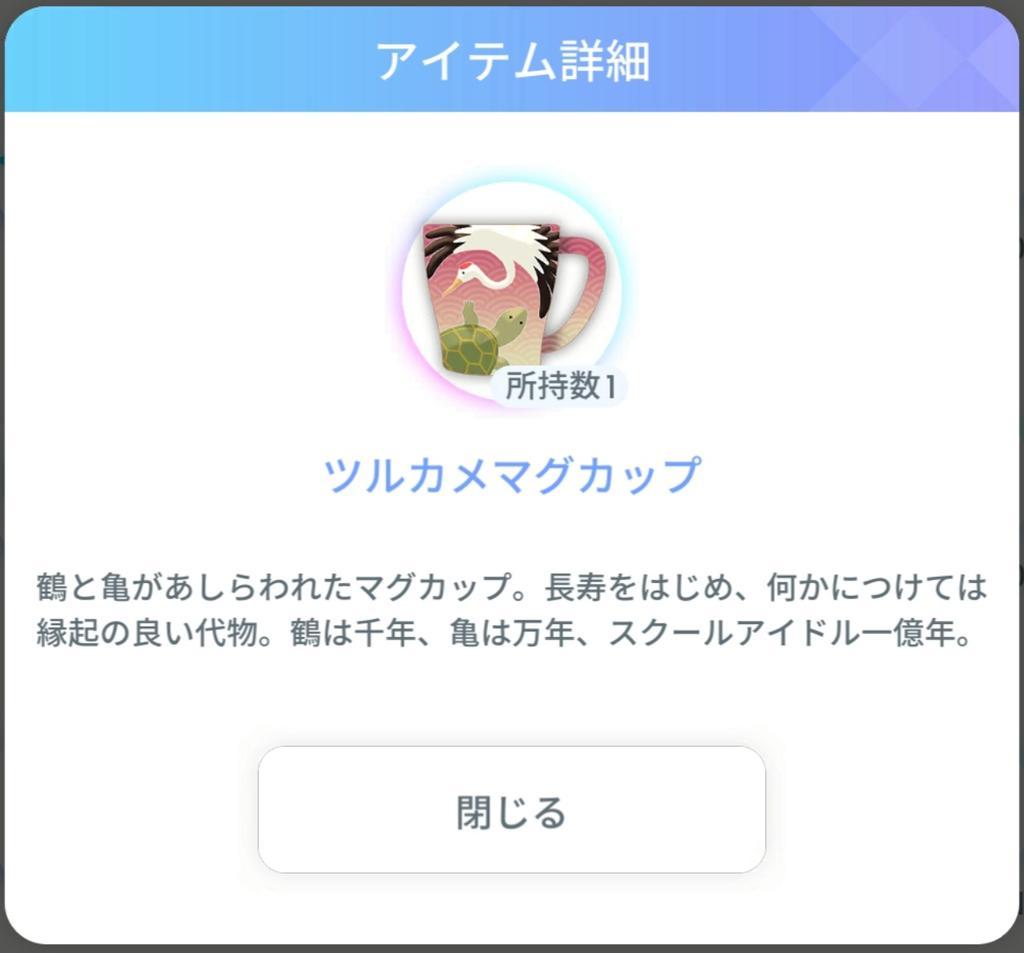 アイテム詳細
所持数1
ツルカメマグカップ
鶴と亀があしらわれたマグカップ。長寿をはじめ、何かにつけては
縁起の良い代物。鶴は千年、亀は万年、スクールアイドル一億年。
閉じる